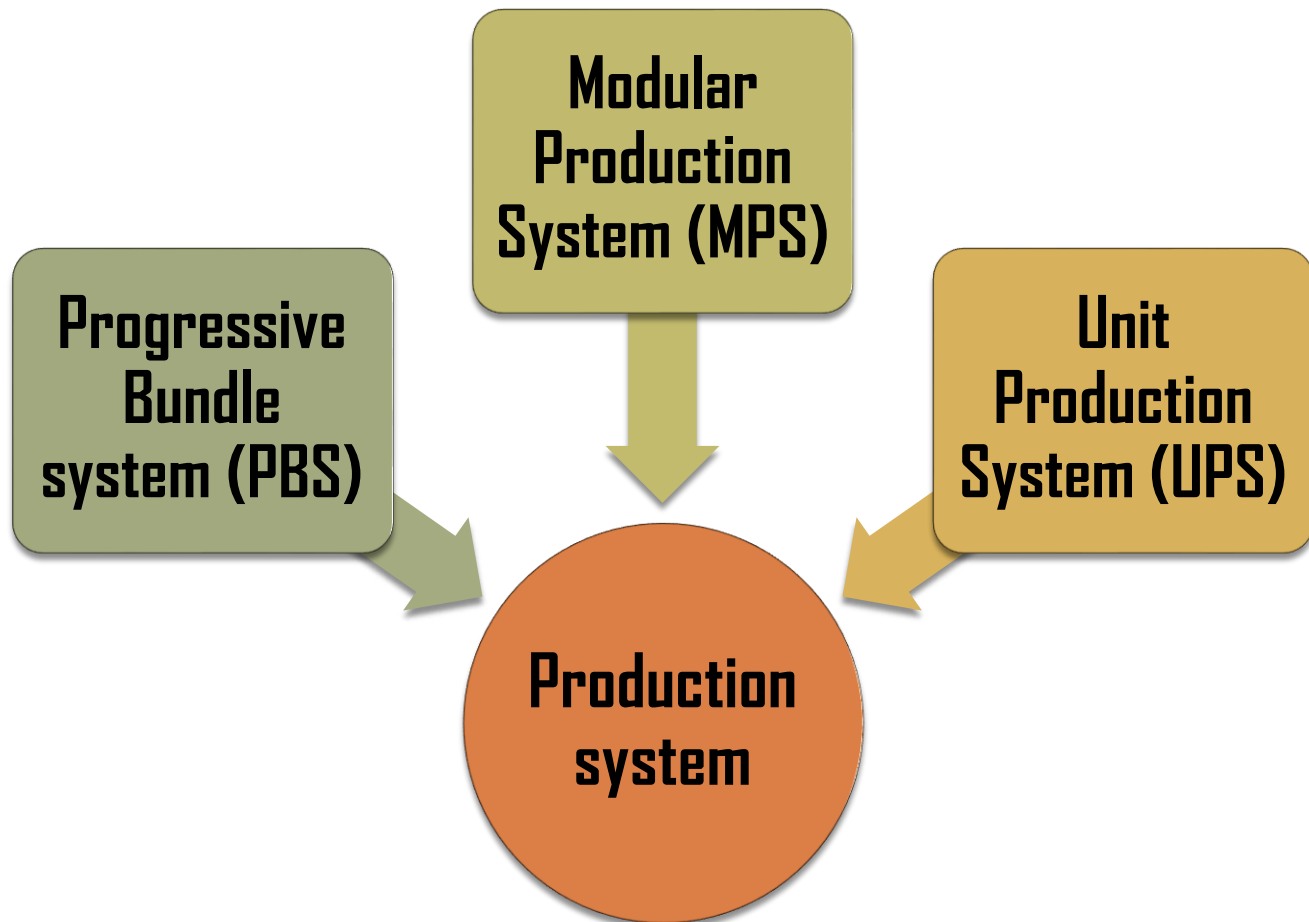 Modular
Production
System (MPS)
Progressive
Bundle
system (PBS)
Unit
Production
System (UPS)
Production
system